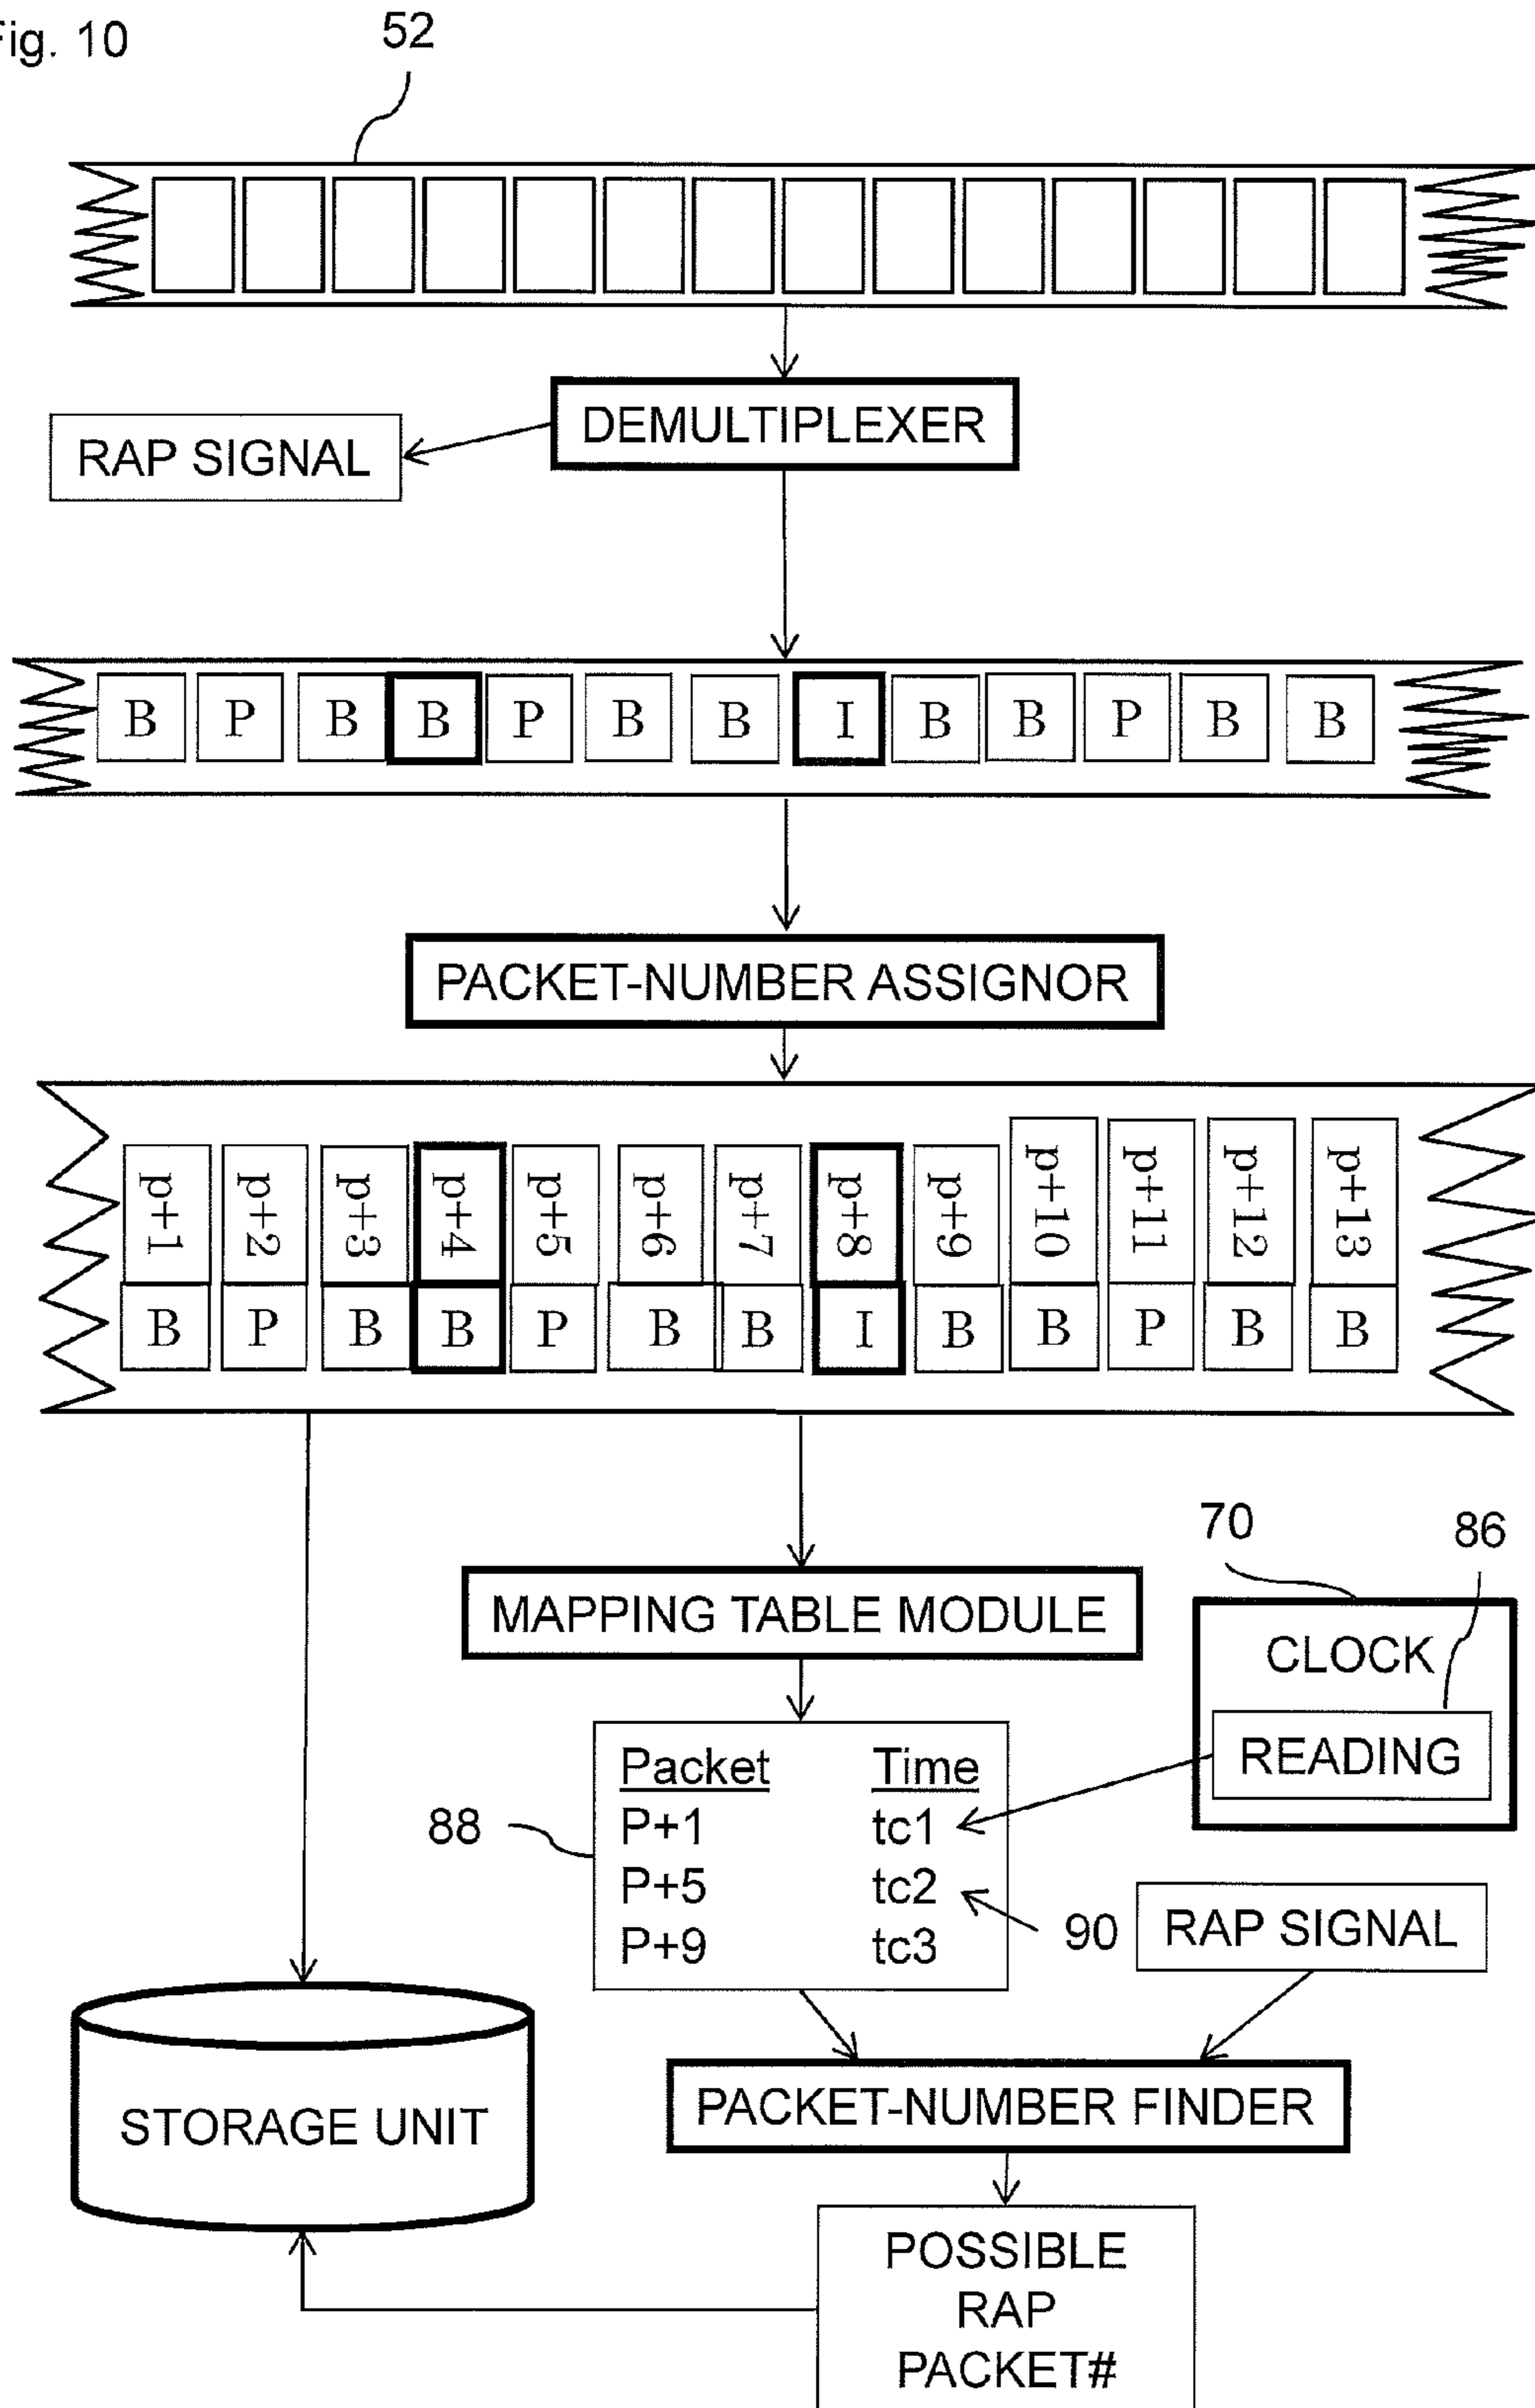 Fig. 10
52
DEMULTIPLEXER
RAP SIGNAL
B P B B P B B I B B P B B
PACKET-NUMBER ASSIGNOR
p+1 p+2 p+3 p+4 p+5 p+6 p+7 p+8 p+9 p+10 p+11 p+12 p+13
B P B B P B B I B B P B B
70
86
MAPPING TABLE MODULE
CLOCK
READING
Packet Time
P+1 tc1
P+5 tc2
P+9 tc3
88
90
RAP SIGNAL
STORAGE UNIT
PACKET-NUMBER FINDER
POSSIBLE
RAP
PACKET#